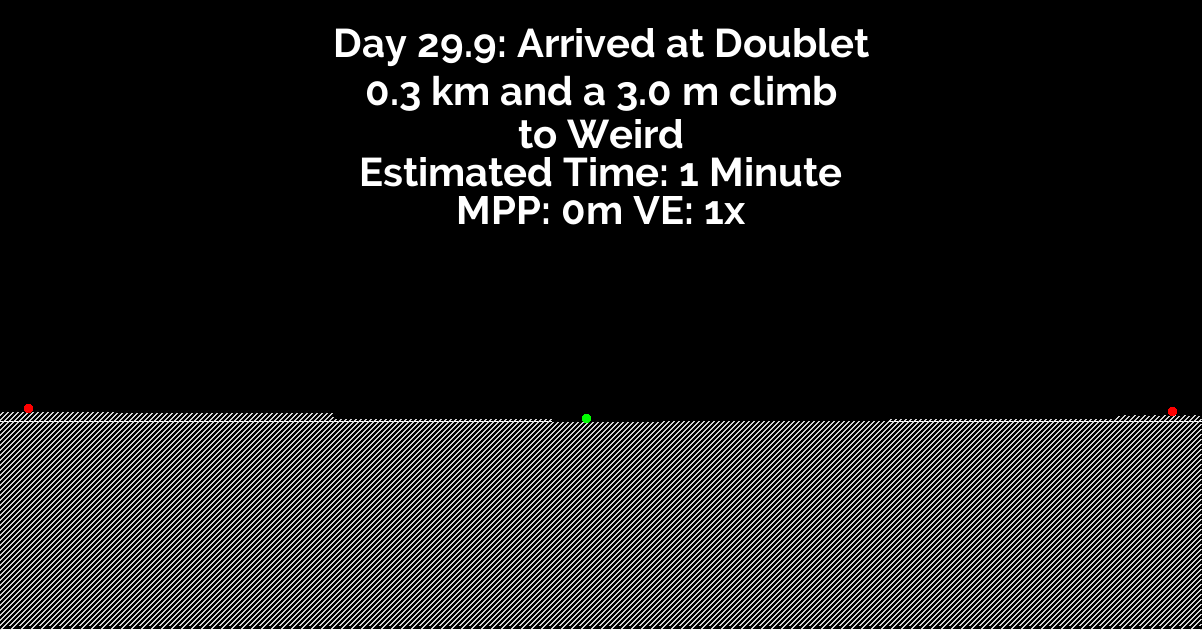 Day 29.9: Arrived at Doublet
0.3 km and a 3.0 m climb
to Weird
Estimated Time: 1 Minute
MPP: 0m VE: 1x